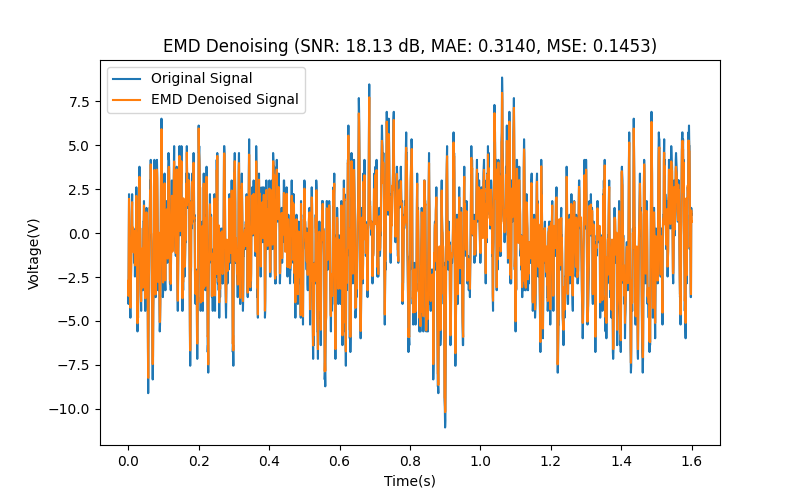 EMD Denoising (SNR: 18.13 dB, MAE: 0.3140, MSE: 0.1453)
Original Signal
EMD Denoised Signal
7.5
5.0
2.5
0.0
−2.5
−5.0
−7.5
−10.0
Voltage(V)
0.0 0.2 0.4 0.6 0.8 1.0 1.2 1.4 1.6
Time(s)